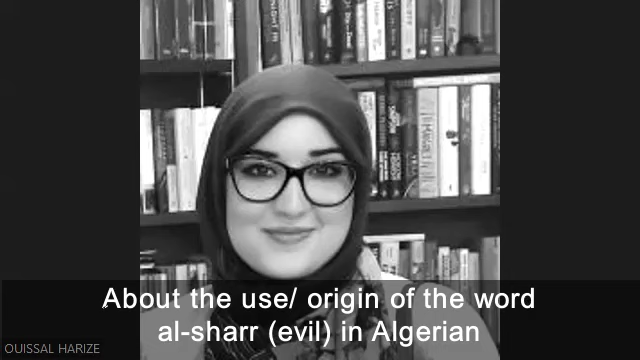 About the use/ origin of the word
al-sharr (evil) in Algerian
OUISSAL HARIZE